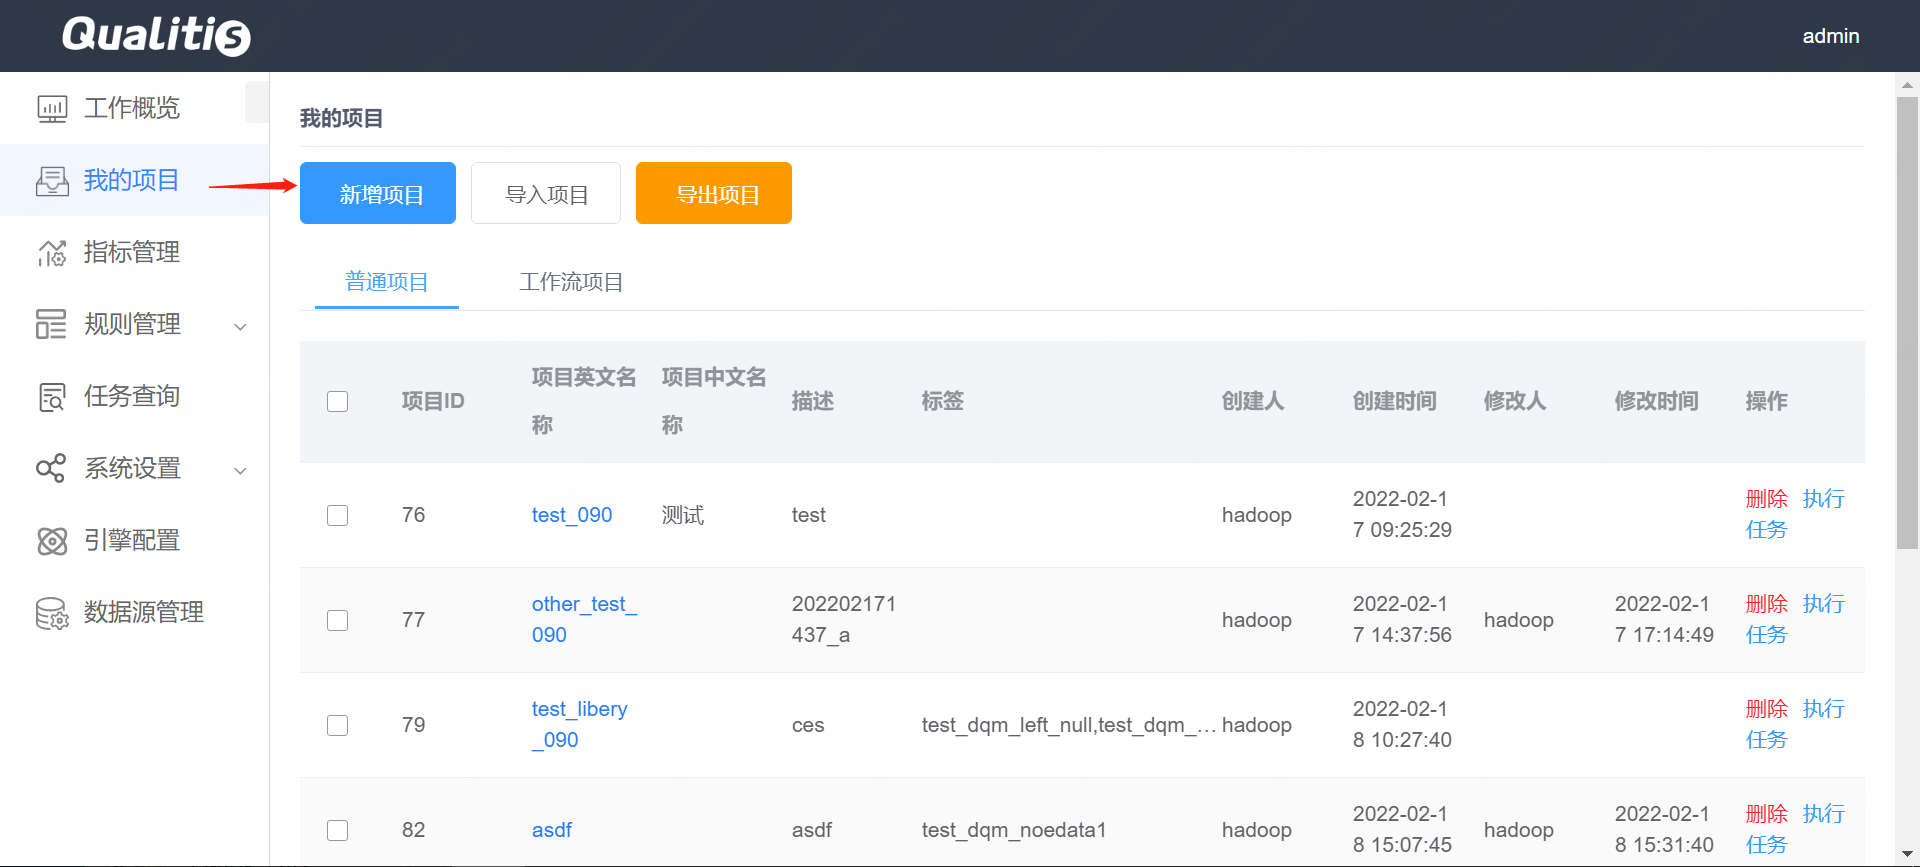 Qualitis
admin
工作概览
我的项目
指标管理
规则管理
任务查询
系统设置
引擎配置
数据源管理
我的项目
新增项目 导入项目 导出项目
普通项目 工作流项目
项目ID 项目英文名称 项目中文名称 描述 标签 创建人 创建时间 修改人 修改时间 操作
76 test_090 测试 test hadoop 2022-02-17 09:25:29 删除 执行任务
77 other_test_090 202202171437_a hadoop 2022-02-17 14:37:56 hadoop 2022-02-17 17:14:49 删除 执行任务
79 test_libery_090 ces test_dqm_left_null,test_dqm_... hadoop 2022-02-18 10:27:40 删除 执行任务
82 asdf asdf test_dqm_noedata1 hadoop 2022-02-18 15:07:45 hadoop 2022-02-18 15:31:40 删除 执行任务